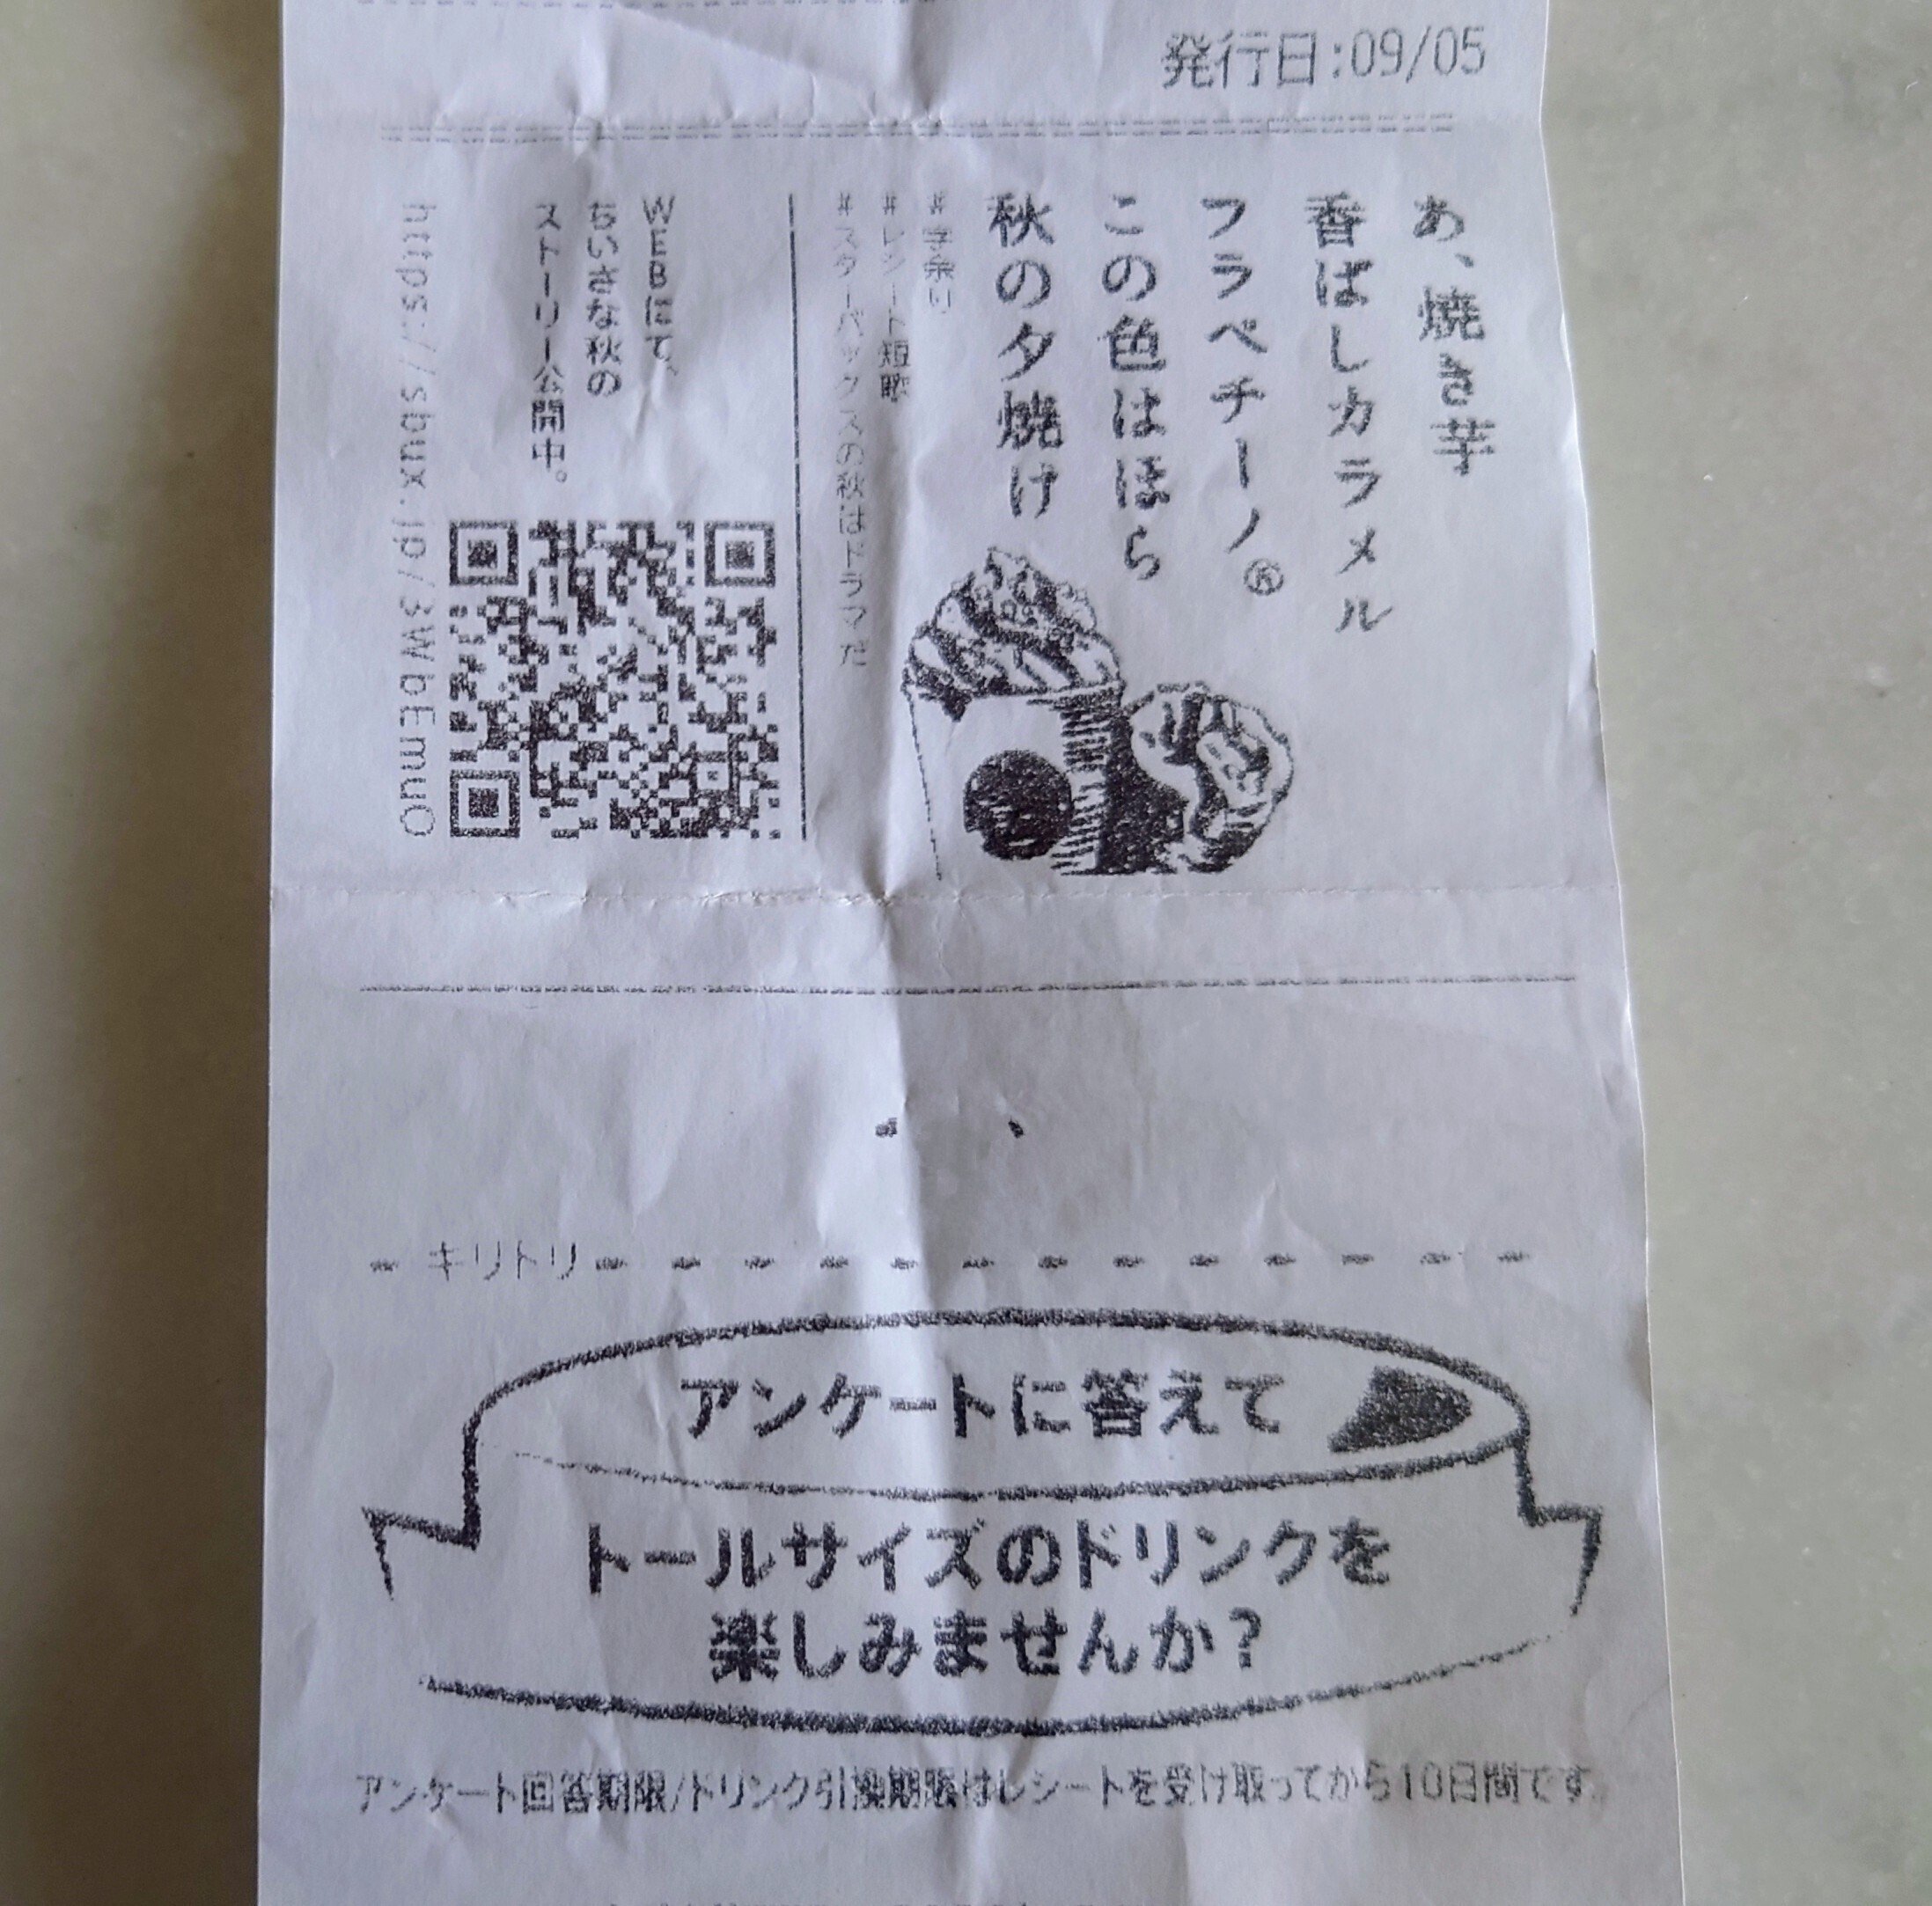 発行日:09/05
あ、焼き芋
香ばしカラメル
フラペチーノ®
この色はほら
秋の夕焼け
#字余り
#レシート短歌
#スターバックスの秋はドラマだ
WEBにて、
ちいさな秋の
ストーリー公開中。
https://sbux.jp/3WbEmuO
キリトリ
アンケートに答えて
トールサイズのドリンクを
楽しみませんか?
アンケート回答期限/ドリンク引換期限はレシートを受け取ってから10日間です。